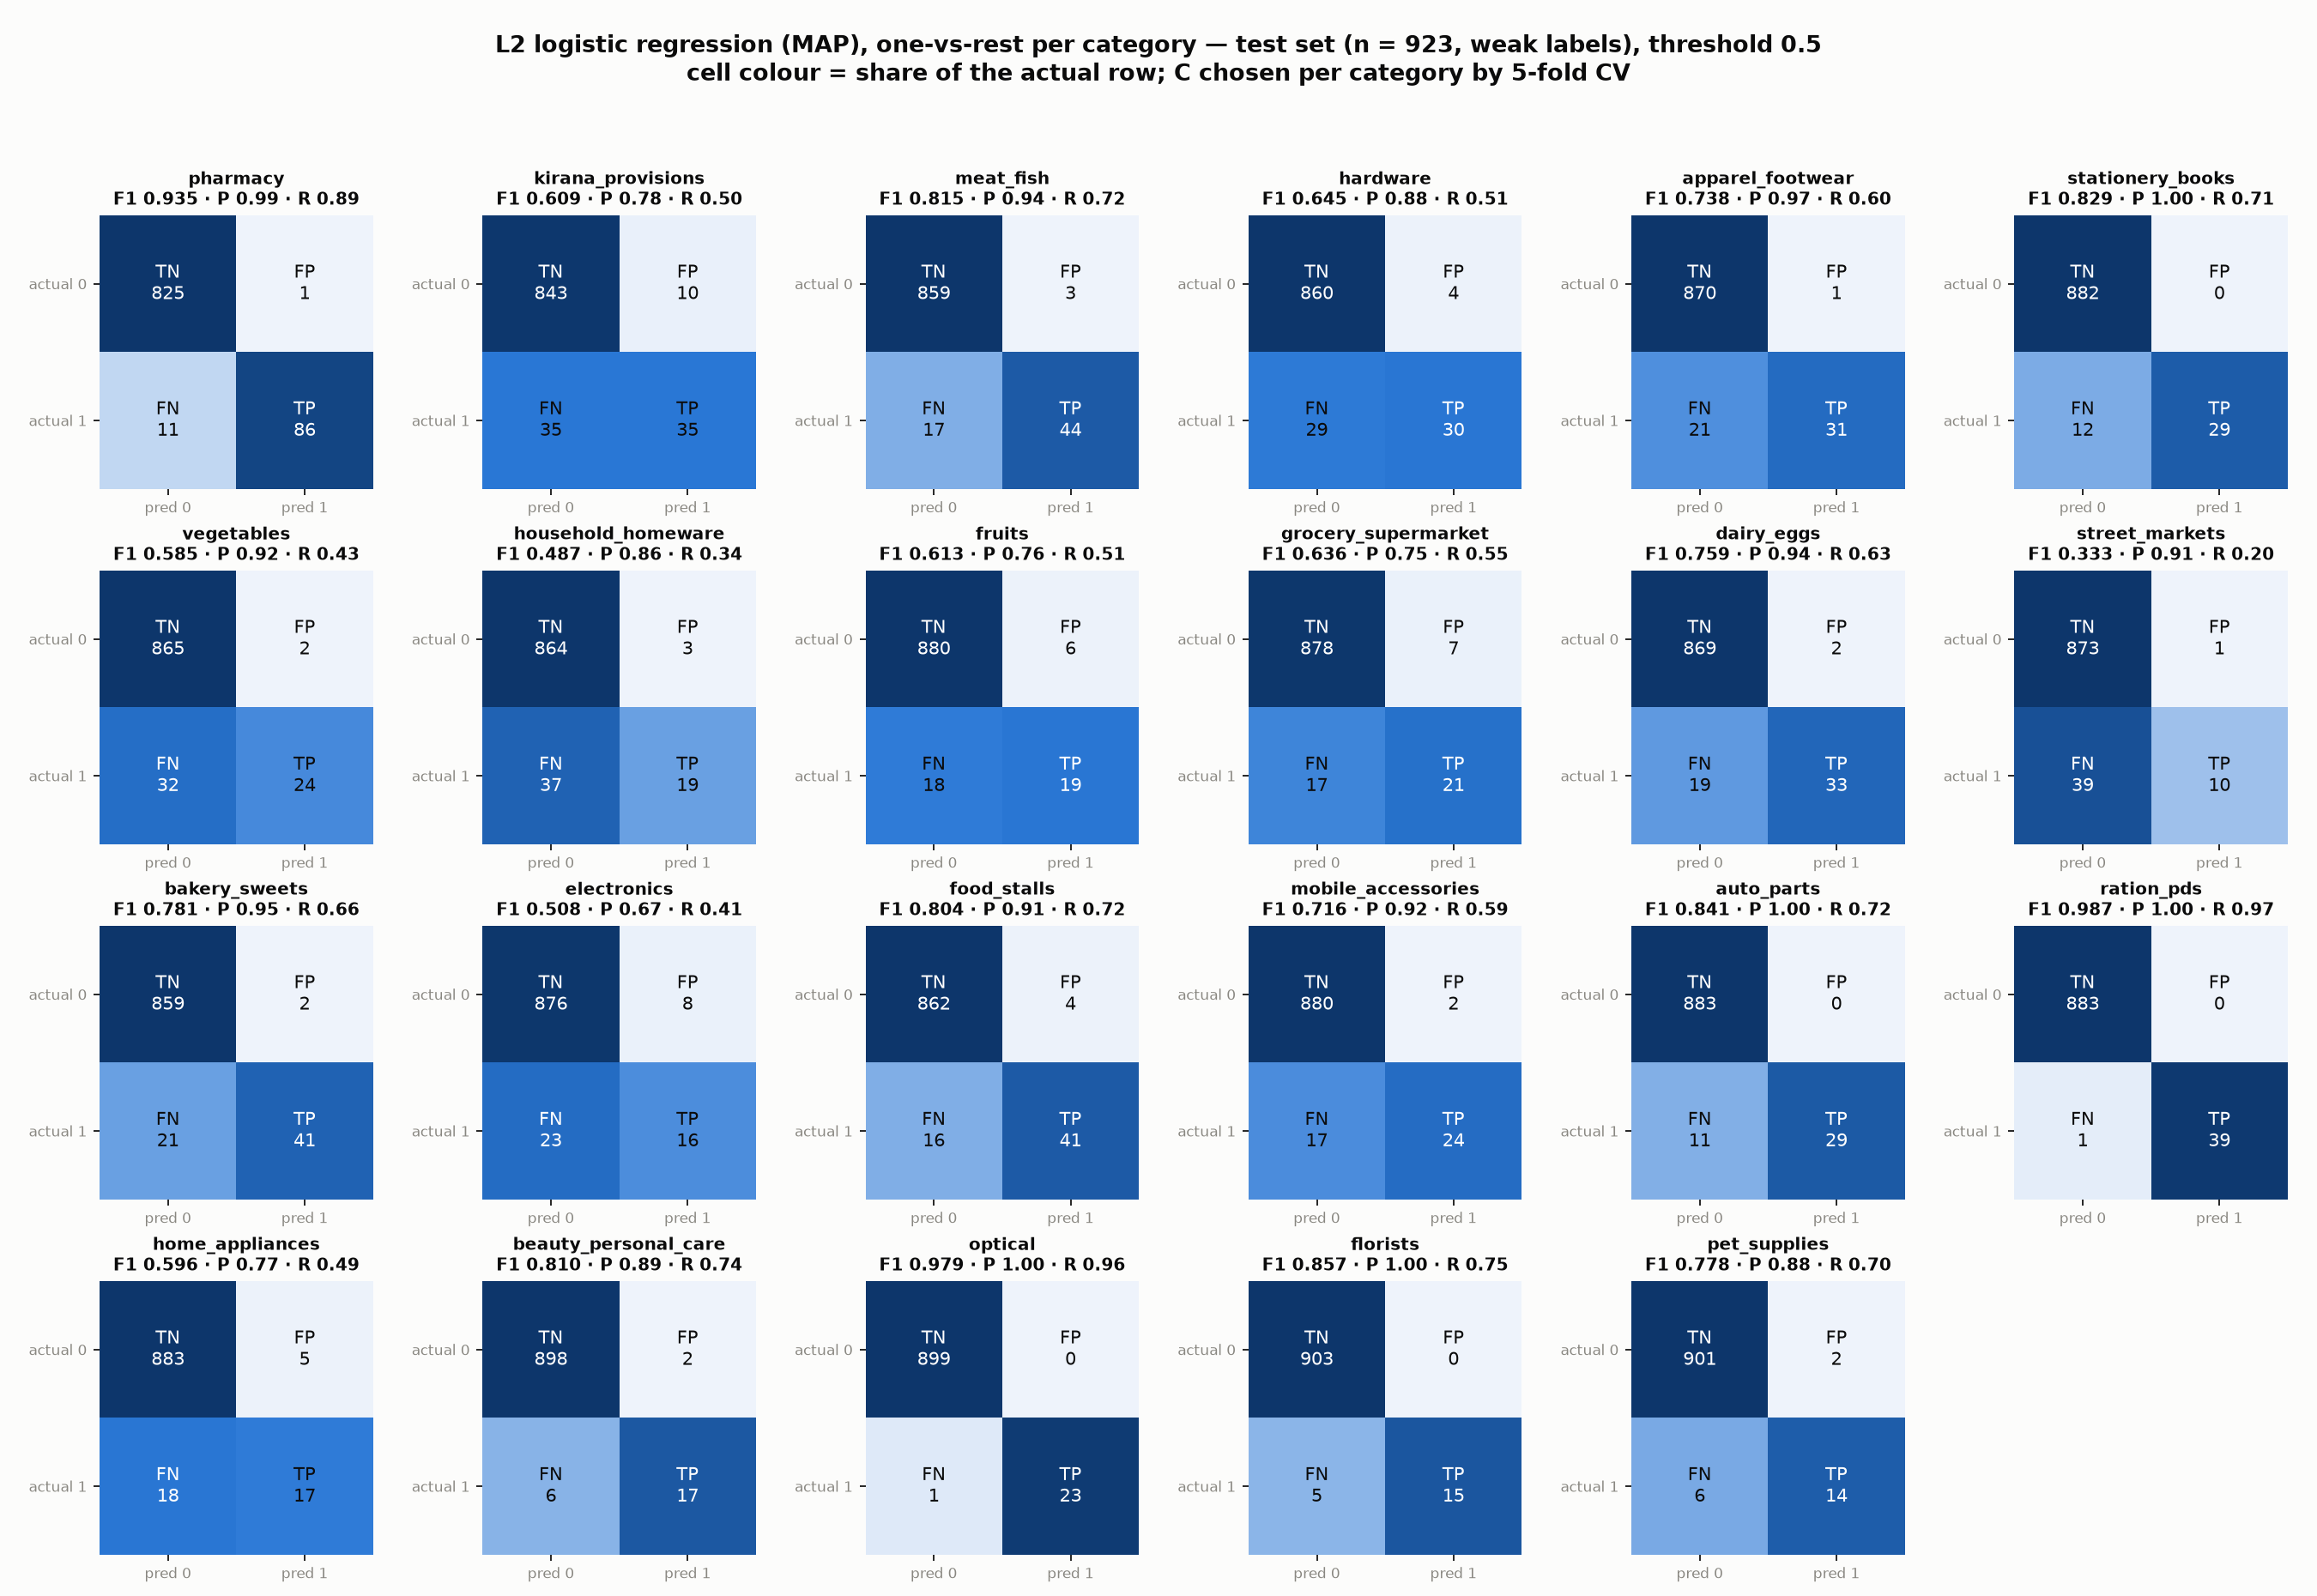 L2 logistic regression (MAP), one-vs-rest per category — test set (n = 923, weak labels), threshold 0.5
cell colour = share of the actual row; C chosen per category by 5-fold CV
pharmacy
F1 0.935 · P 0.99 · R 0.89
actual 0
TN
825
FP
1
actual 1
FN
11
TP
86
pred 0
pred 1
kirana_provisions
F1 0.609 · P 0.78 · R 0.50
actual 0
TN
843
FP
10
actual 1
FN
35
TP
35
pred 0
pred 1
meat_fish
F1 0.815 · P 0.94 · R 0.72
actual 0
TN
859
FP
3
actual 1
FN
17
TP
44
pred 0
pred 1
hardware
F1 0.645 · P 0.88 · R 0.51
actual 0
TN
860
FP
4
actual 1
FN
29
TP
30
pred 0
pred 1
apparel_footwear
F1 0.738 · P 0.97 · R 0.60
actual 0
TN
870
FP
1
actual 1
FN
21
TP
31
pred 0
pred 1
stationery_books
F1 0.829 · P 1.00 · R 0.71
actual 0
TN
882
FP
0
actual 1
FN
12
TP
29
pred 0
pred 1
vegetables
F1 0.585 · P 0.92 · R 0.43
actual 0
TN
865
FP
2
actual 1
FN
32
TP
24
pred 0
pred 1
household_homeware
F1 0.487 · P 0.86 · R 0.34
actual 0
TN
864
FP
3
actual 1
FN
37
TP
19
pred 0
pred 1
fruits
F1 0.613 · P 0.76 · R 0.51
actual 0
TN
880
FP
6
actual 1
FN
18
TP
19
pred 0
pred 1
grocery_supermarket
F1 0.636 · P 0.75 · R 0.55
actual 0
TN
878
FP
7
actual 1
FN
17
TP
21
pred 0
pred 1
dairy_eggs
F1 0.759 · P 0.94 · R 0.63
actual 0
TN
869
FP
2
actual 1
FN
19
TP
33
pred 0
pred 1
street_markets
F1 0.333 · P 0.91 · R 0.20
actual 0
TN
873
FP
1
actual 1
FN
39
TP
10
pred 0
pred 1
bakery_sweets
F1 0.781 · P 0.95 · R 0.66
actual 0
TN
859
FP
2
actual 1
FN
21
TP
41
pred 0
pred 1
electronics
F1 0.508 · P 0.67 · R 0.41
actual 0
TN
876
FP
8
actual 1
FN
23
TP
16
pred 0
pred 1
food_stalls
F1 0.804 · P 0.91 · R 0.72
actual 0
TN
862
FP
4
actual 1
FN
16
TP
41
pred 0
pred 1
mobile_accessories
F1 0.716 · P 0.92 · R 0.59
actual 0
TN
880
FP
2
actual 1
FN
17
TP
24
pred 0
pred 1
auto_parts
F1 0.841 · P 1.00 · R 0.72
actual 0
TN
883
FP
0
actual 1
FN
11
TP
29
pred 0
pred 1
ration_pds
F1 0.987 · P 1.00 · R 0.97
actual 0
TN
883
FP
0
actual 1
FN
1
TP
39
pred 0
pred 1
home_appliances
F1 0.596 · P 0.77 · R 0.49
actual 0
TN
883
FP
5
actual 1
FN
18
TP
17
pred 0
pred 1
beauty_personal_care
F1 0.810 · P 0.89 · R 0.74
actual 0
TN
898
FP
2
actual 1
FN
6
TP
17
pred 0
pred 1
optical
F1 0.979 · P 1.00 · R 0.96
actual 0
TN
899
FP
0
actual 1
FN
1
TP
23
pred 0
pred 1
florists
F1 0.857 · P 1.00 · R 0.75
actual 0
TN
903
FP
0
actual 1
FN
5
TP
15
pred 0
pred 1
pet_supplies
F1 0.778 · P 0.88 · R 0.70
actual 0
TN
901
FP
2
actual 1
FN
6
TP
14
pred 0
pred 1